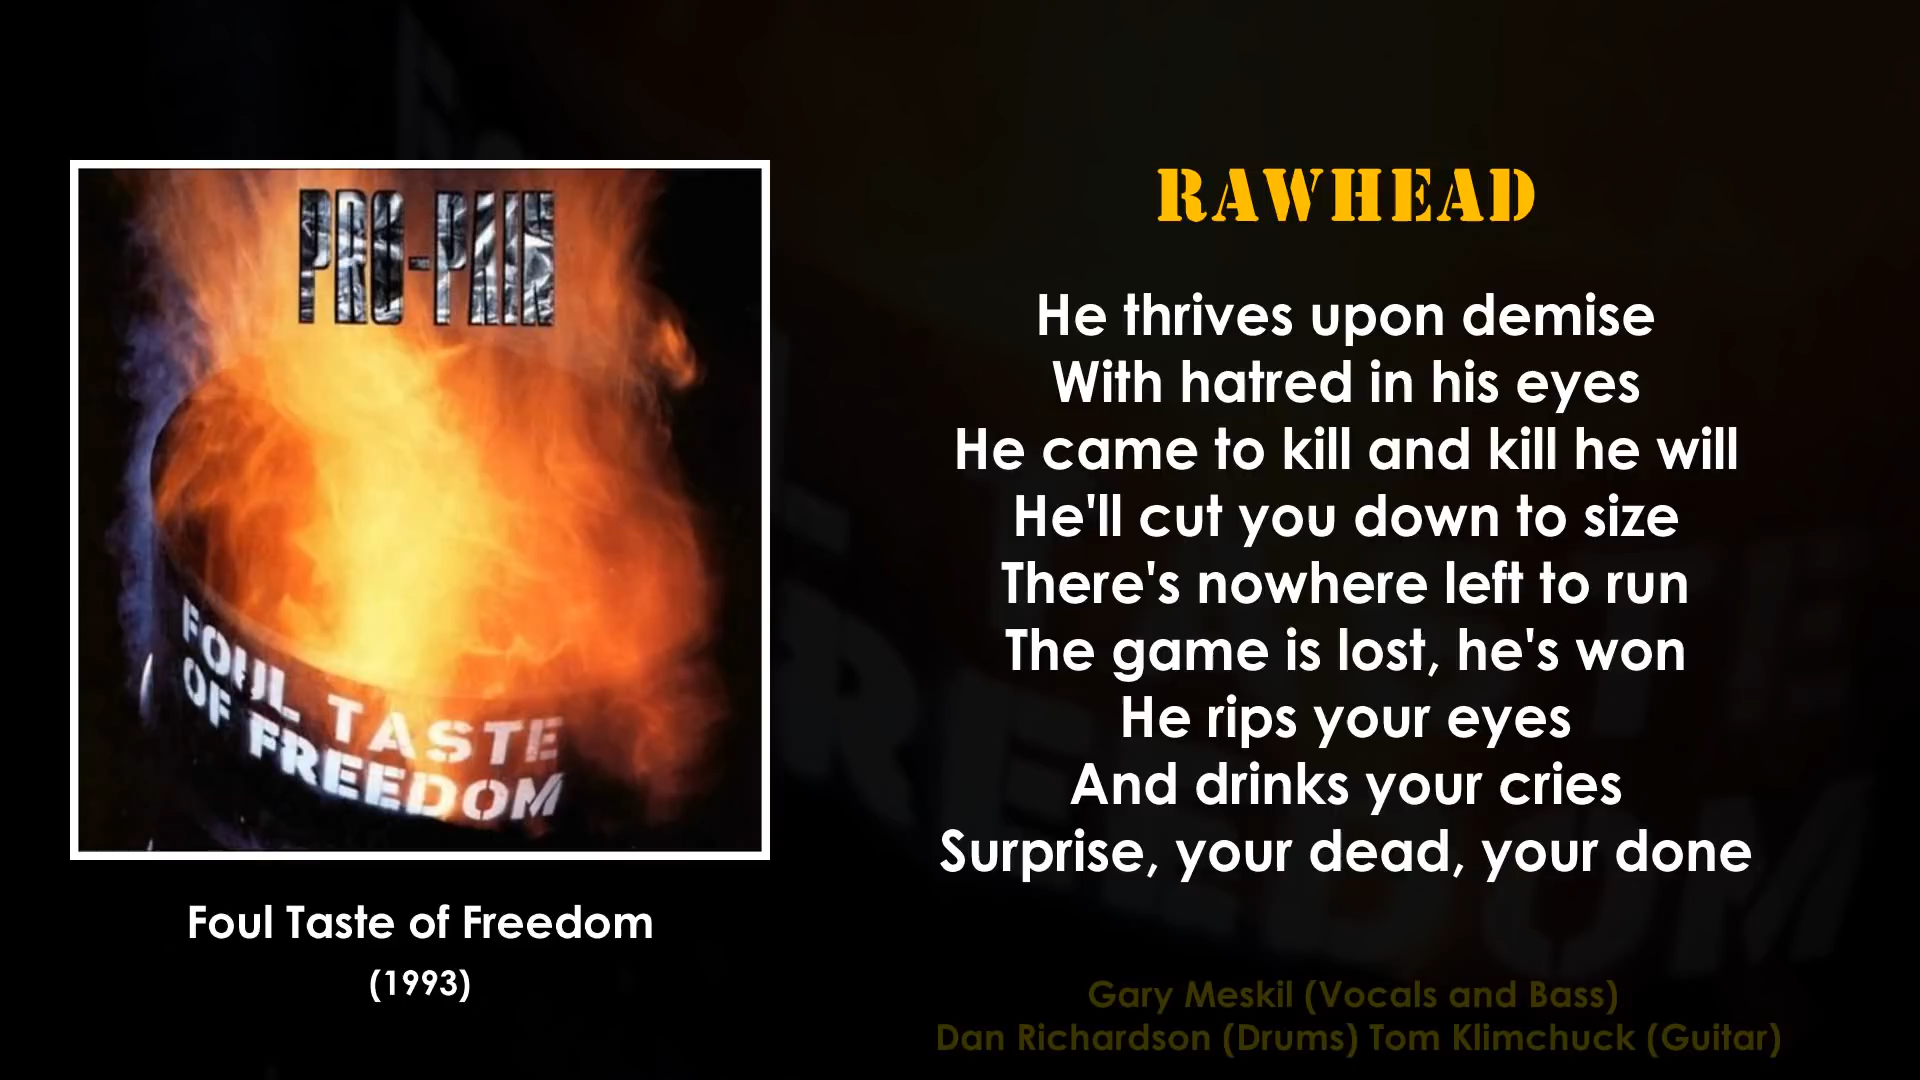 PRO-PAIN
FOUL TASTE
OF FREEDOM
Foul Taste of Freedom
(1993)
RAWHEAD
He thrives upon demise
With hatred in his eyes
He came to kill and kill he will
He'll cut you down to size
There's nowhere left to run
The game is lost, he's won
He rips your eyes
And drinks your cries
Surprise, your dead, your done
Gary Meskil (Vocals and Bass)
Dan Richardson (Drums) Tom Klimchuck (Guitar)